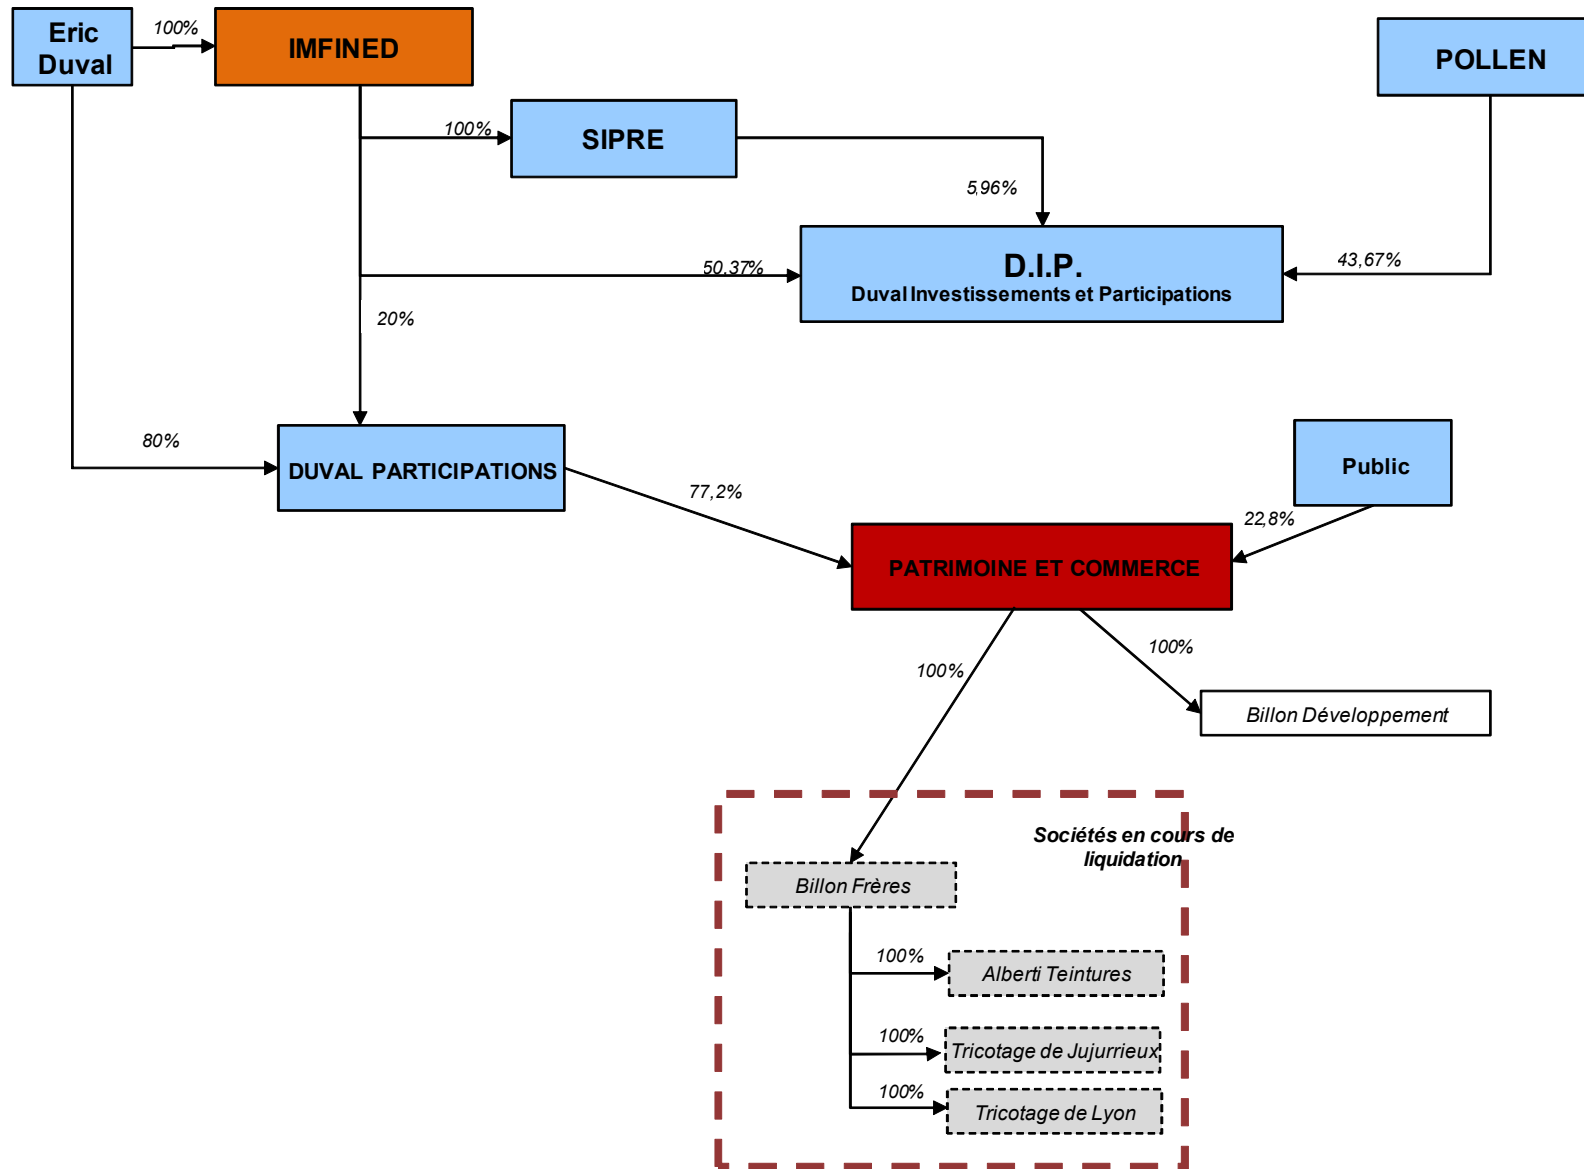 Eric
Duval
100%
IMFINED
POLLEN
100%
SIPRE
5,96%
50,37%
D.I.P.
Duval Investissements et Participations
43,67%
20%
80%
DUVAL PARTICIPATIONS
77,2%
Public
22,8%
PATRIMOINE ET COMMERCE
100%
100%
Billon Développement
Sociétés en cours de
liquidation
Billon Frères
100%
Alberti Teintures
100%
Tricotage de Jujurrieux
100%
Tricotage de Lyon